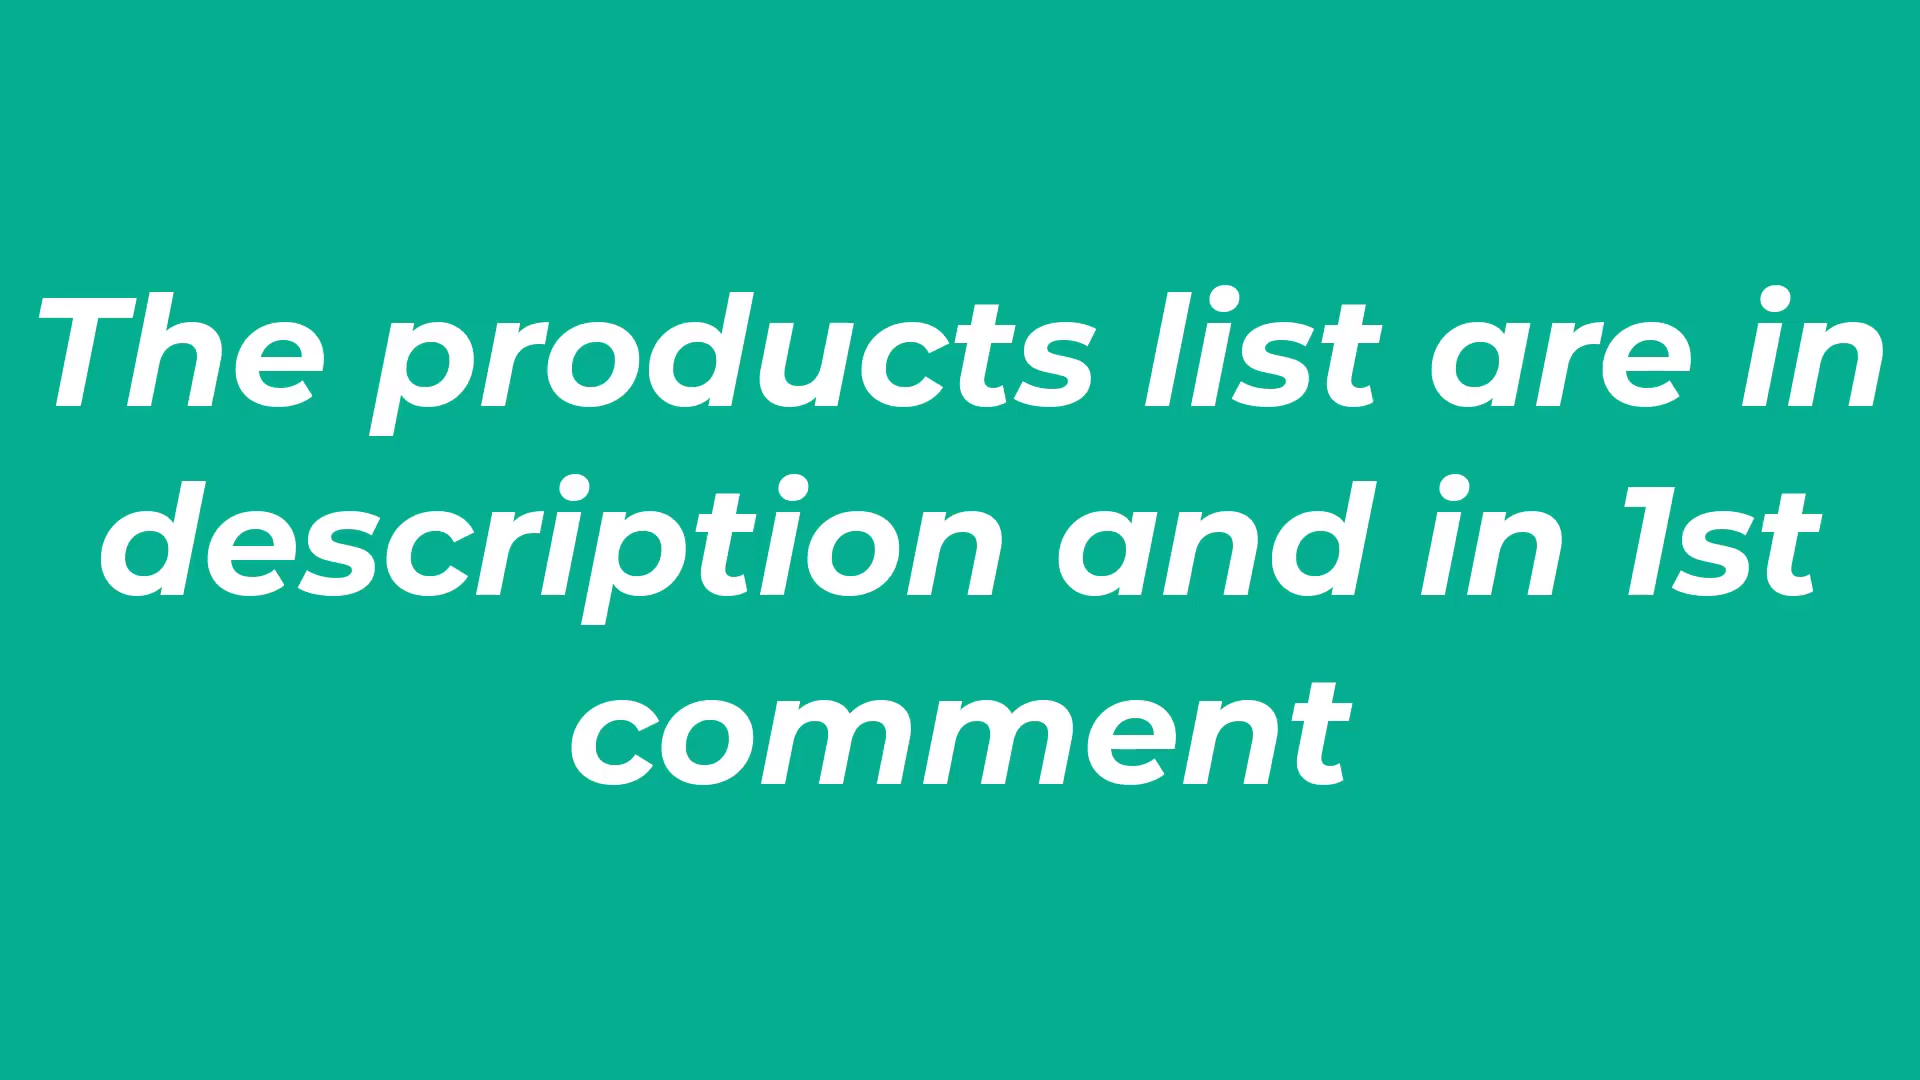 The products list are in
description and in 1st
comment